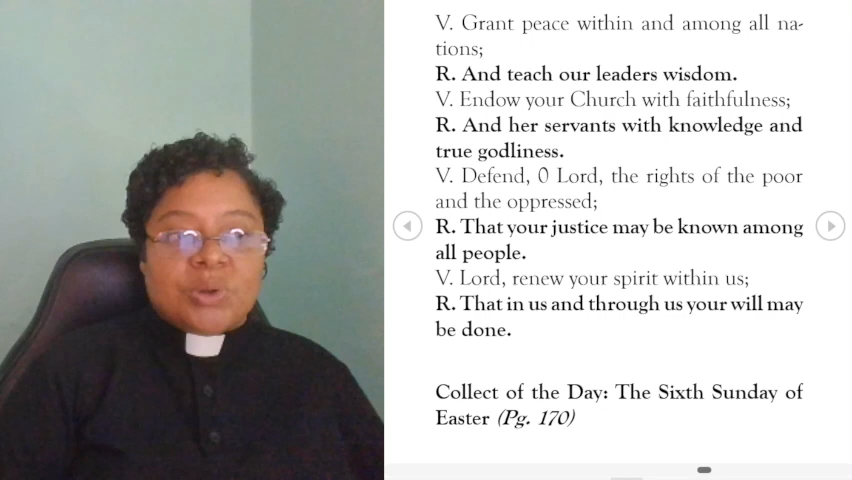 V. Grant peace within and among all na-
tions;
R. And teach our leaders wisdom.
V. Endow your Church with faithfulness;
R. And her servants with knowledge and
true godliness.
V. Defend, 0 Lord, the rights of the poor
and the oppressed;
R. That your justice may be known among
all people.
V. Lord, renew your spirit within us;
R. That in us and through us your will may
be done.
Collect of the Day: The Sixth Sunday of
Easter (Pg. 170)